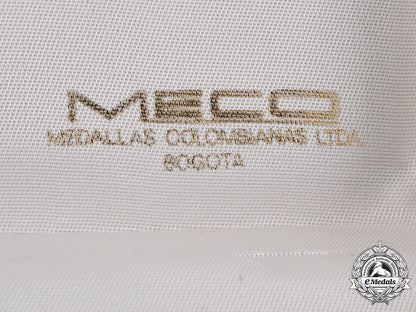 MECO
MEDALLAS COLOMBIANAS LTDA.
BOGOTA
eMedals